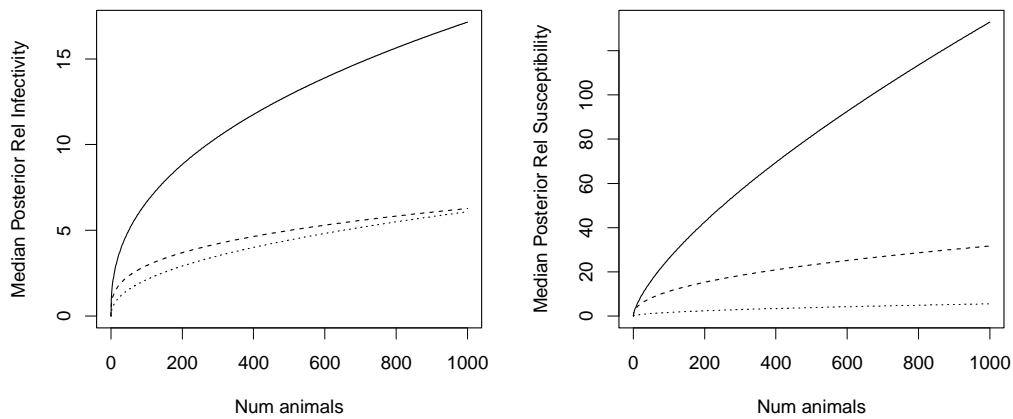 Median Posterior Rel Infectivity
15
10
5
0
0 200 400 600 800 1000
Num animals
Median Posterior Rel Susceptibility
100
80
60
40
20
0
0 200 400 600 800 1000
Num animals